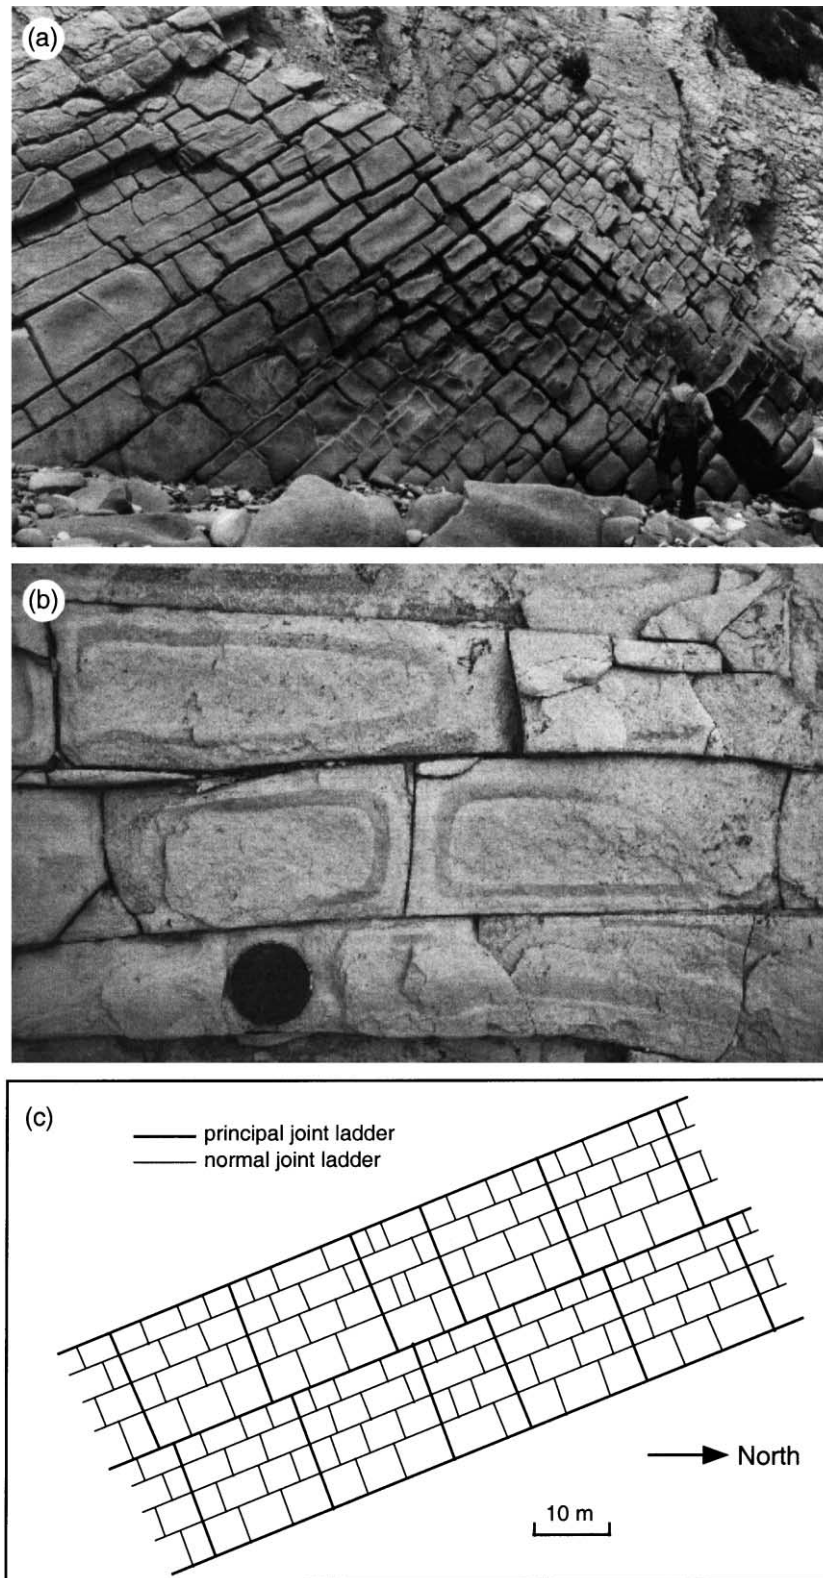 (a)
(b)
(c)
principal joint ladder
normal joint ladder
North
10 m